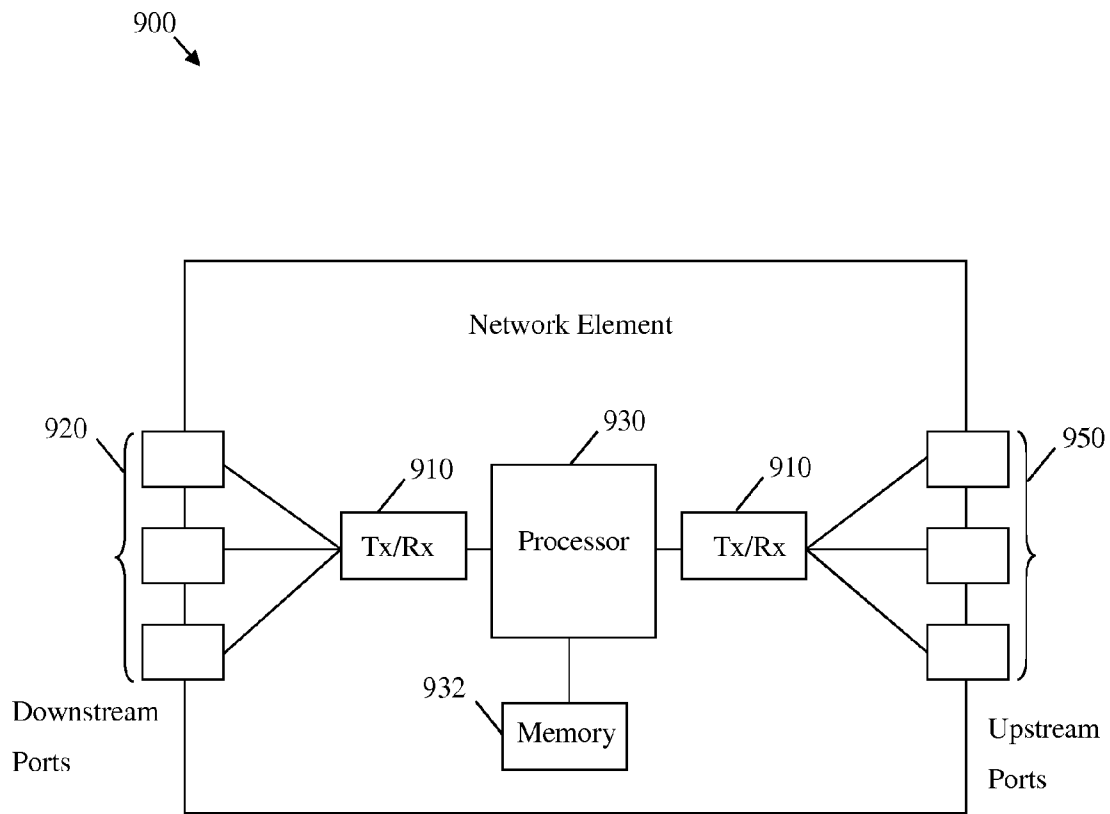 900
Network Element
920
930
950
910
910
Tx/Rx
Processor
Tx/Rx
932
Memory
Downstream
Ports
Upstream
Ports